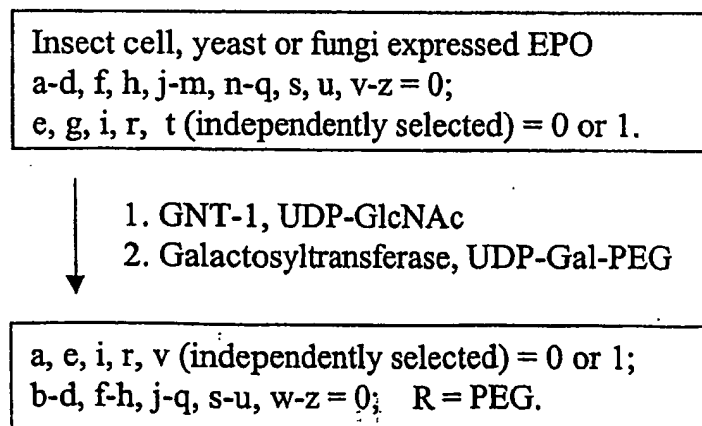 Insect cell, yeast or fungi expressed EPO
a-d, f, h, j-m, n-q, s, u, v-z = 0;
e, g, i, r, t (independently selected) = 0 or 1.
1. GNT-1, UDP-GlcNAc
2. Galactosyltransferase, UDP-Gal-PEG
a, e, i, r, v (independently selected) = 0 or 1;
b-d, f-h, j-q, s-u, w-z = 0; R = PEG.